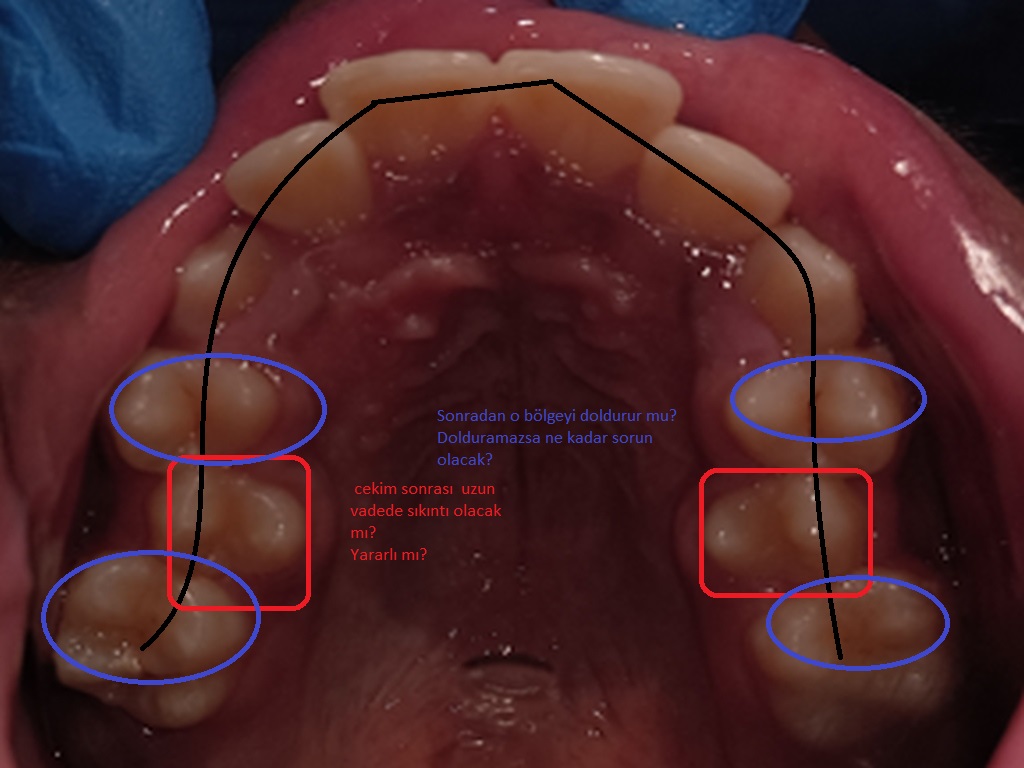 Sonradan o bölgeyi doldurur mu?
Dolduramazsa ne kadar sorun
olacak?
cekim sonrası uzun
vadede sıkıntı olacak
mı?
Yararlı mı?